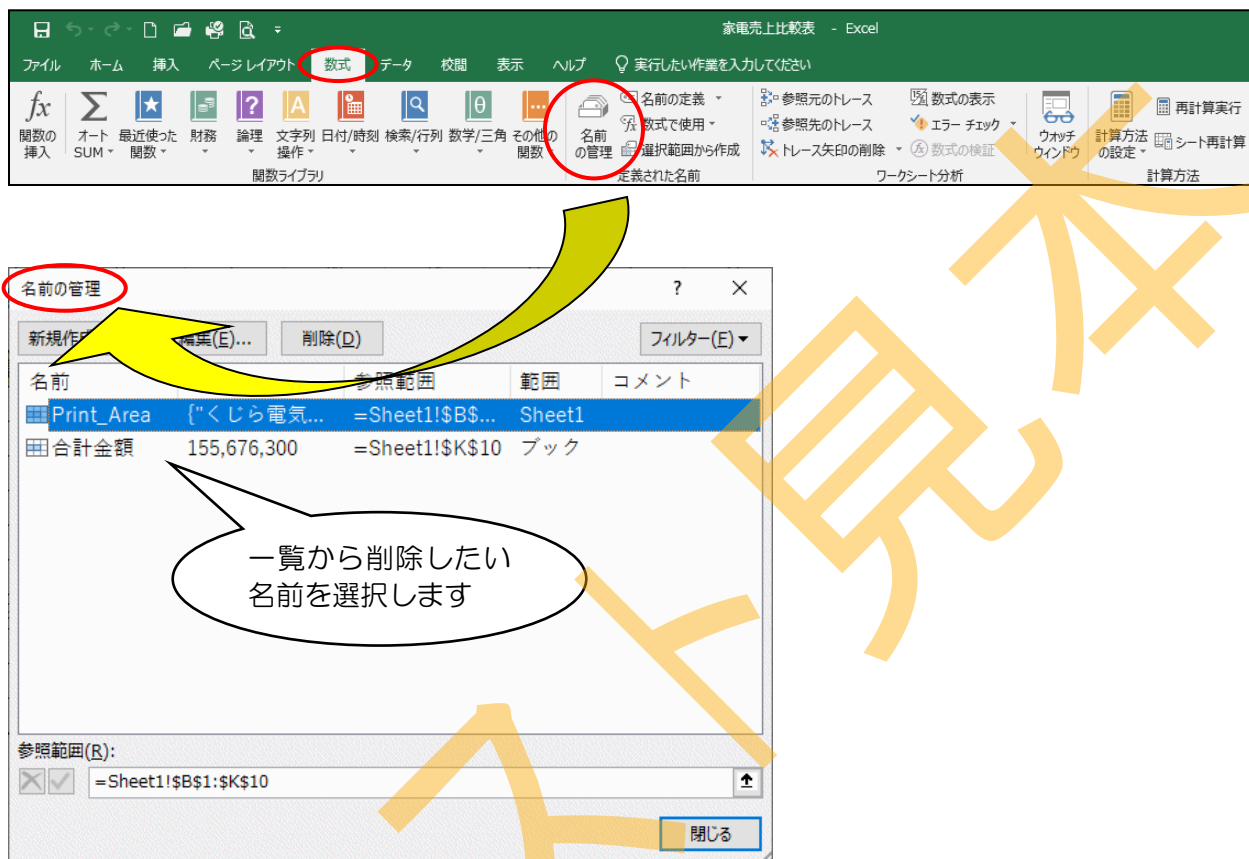 家電売上比較表 - Excel
ファイル ホーム 挿入 ページ レイアウト 数式 データ 校閲 表示 ヘルプ 実行したい作業を入力してください
fx 関数の挿入
Σ オート SUM
最近使った関数
財務
? 論理
A 文字列操作
日付/時刻
検索/行列
θ 数学/三角
その他の関数
関数ライブラリ
名前の管理
名前の定義
数式で使用
選択範囲から作成
定義された名前
参照元のトレース
参照先のトレース
トレース矢印の削除
数式の表示
エラー チェック
数式の検証
ウォッチウィンドウ
ワークシート分析
計算方法の設定
再計算実行
シート再計算
計算方法
名前の管理 ? ×
編集(E)... 削除(D) フィルター(F)
名前 参照範囲 範囲 コメント
Print_Area {"くじら電気... =Sheet1!$B$... Sheet1
合計金額 155,676,300 =Sheet1!$K$10 ブック
一覧から削除したい
名前を選択します
参照範囲(R):
=Sheet1!$B$1:$K$10
閉じる
スト見本